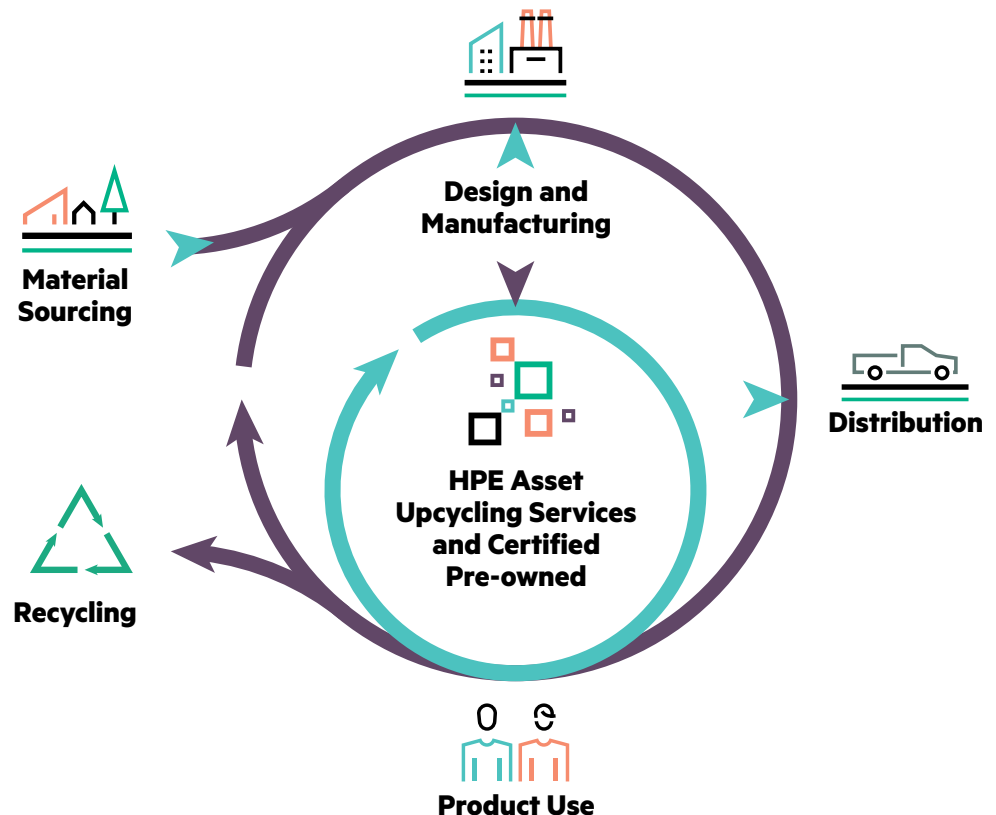 Design and
Manufacturing
Material
Sourcing
Distribution
HPE Asset
Upcycling Services
and Certified
Pre-owned
Recycling
Product Use